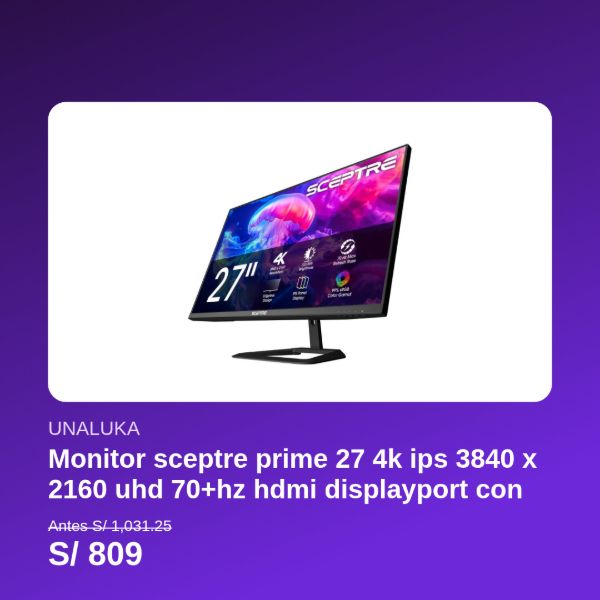 SCEPTRE
4K
27"
SCEPTRE
UNALUKA
Monitor sceptre prime 27 4k ips 3840 x
2160 uhd 70+hz hdmi displayport con
Antes S/ 1,031.25
S/ 809